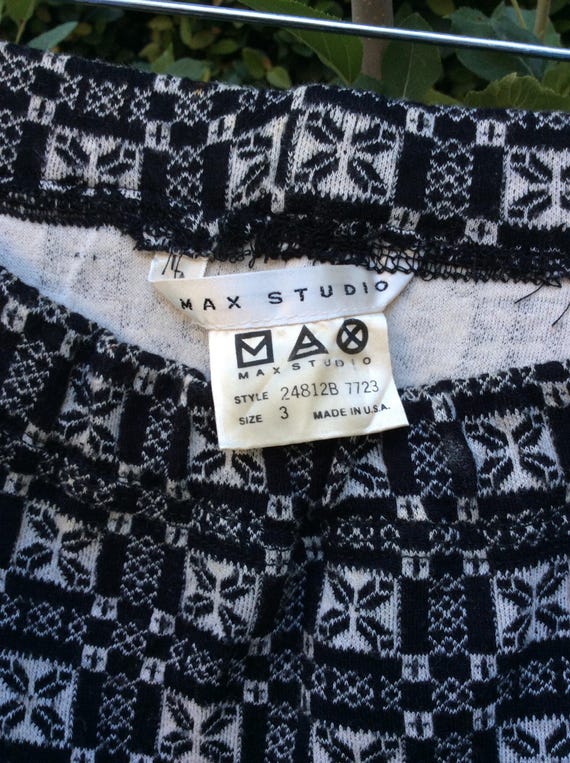 MAX STUDIO
MAX STUDIO
STYLE 24812B 7723
SIZE 3 MADE IN U.S.A.